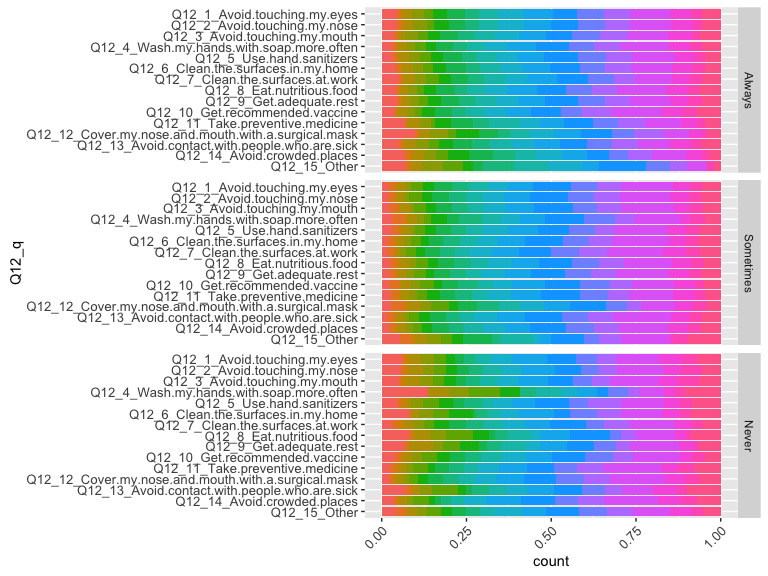 Q12_1_Avoid.touching.my.eyes
Q12_2_Avoid.touching.my.nose
Q12_3_Avoid.touching.my.mouth
Q12_4_Wash.my.hands.with.soap.more.often
Q12_5_Use.hand.sanitizers
Q12_6_Clean.the.surfaces.in.my.home
Q12_7_Clean.the.surfaces.at.work
Q12_8_Eat.nutritious.food
Q12_9_Get.adequate.rest
Q12_10_Get.recommended.vaccine
Q12_11_Take.preventive.medicine
Q12_12_Cover.my.nose.and.mouth.with.a.surgical.mask
Q12_13_Avoid.contact.with.people.who.are.sick
Q12_14_Avoid.crowded.places
Q12_15_Other
Always
Q12_1_Avoid.touching.my.eyes
Q12_2_Avoid.touching.my.nose
Q12_3_Avoid.touching.my.mouth
Q12_4_Wash.my.hands.with.soap.more.often
Q12_5_Use.hand.sanitizers
Q12_6_Clean.the.surfaces.in.my.home
Q12_7_Clean.the.surfaces.at.work
Q12_8_Eat.nutritious.food
Q12_9_Get.adequate.rest
Q12_10_Get.recommended.vaccine
Q12_11_Take.preventive.medicine
Q12_12_Cover.my.nose.and.mouth.with.a.surgical.mask
Q12_13_Avoid.contact.with.people.who.are.sick
Q12_14_Avoid.crowded.places
Q12_15_Other
Sometimes
Q12_1_Avoid.touching.my.eyes
Q12_2_Avoid.touching.my.nose
Q12_3_Avoid.touching.my.mouth
Q12_4_Wash.my.hands.with.soap.more.often
Q12_5_Use.hand.sanitizers
Q12_6_Clean.the.surfaces.in.my.home
Q12_7_Clean.the.surfaces.at.work
Q12_8_Eat.nutritious.food
Q12_9_Get.adequate.rest
Q12_10_Get.recommended.vaccine
Q12_11_Take.preventive.medicine
Q12_12_Cover.my.nose.and.mouth.with.a.surgical.mask
Q12_13_Avoid.contact.with.people.who.are.sick
Q12_14_Avoid.crowded.places
Q12_15_Other
Never
Q12_q
0.00
0.25
0.50
0.75
1.00
count